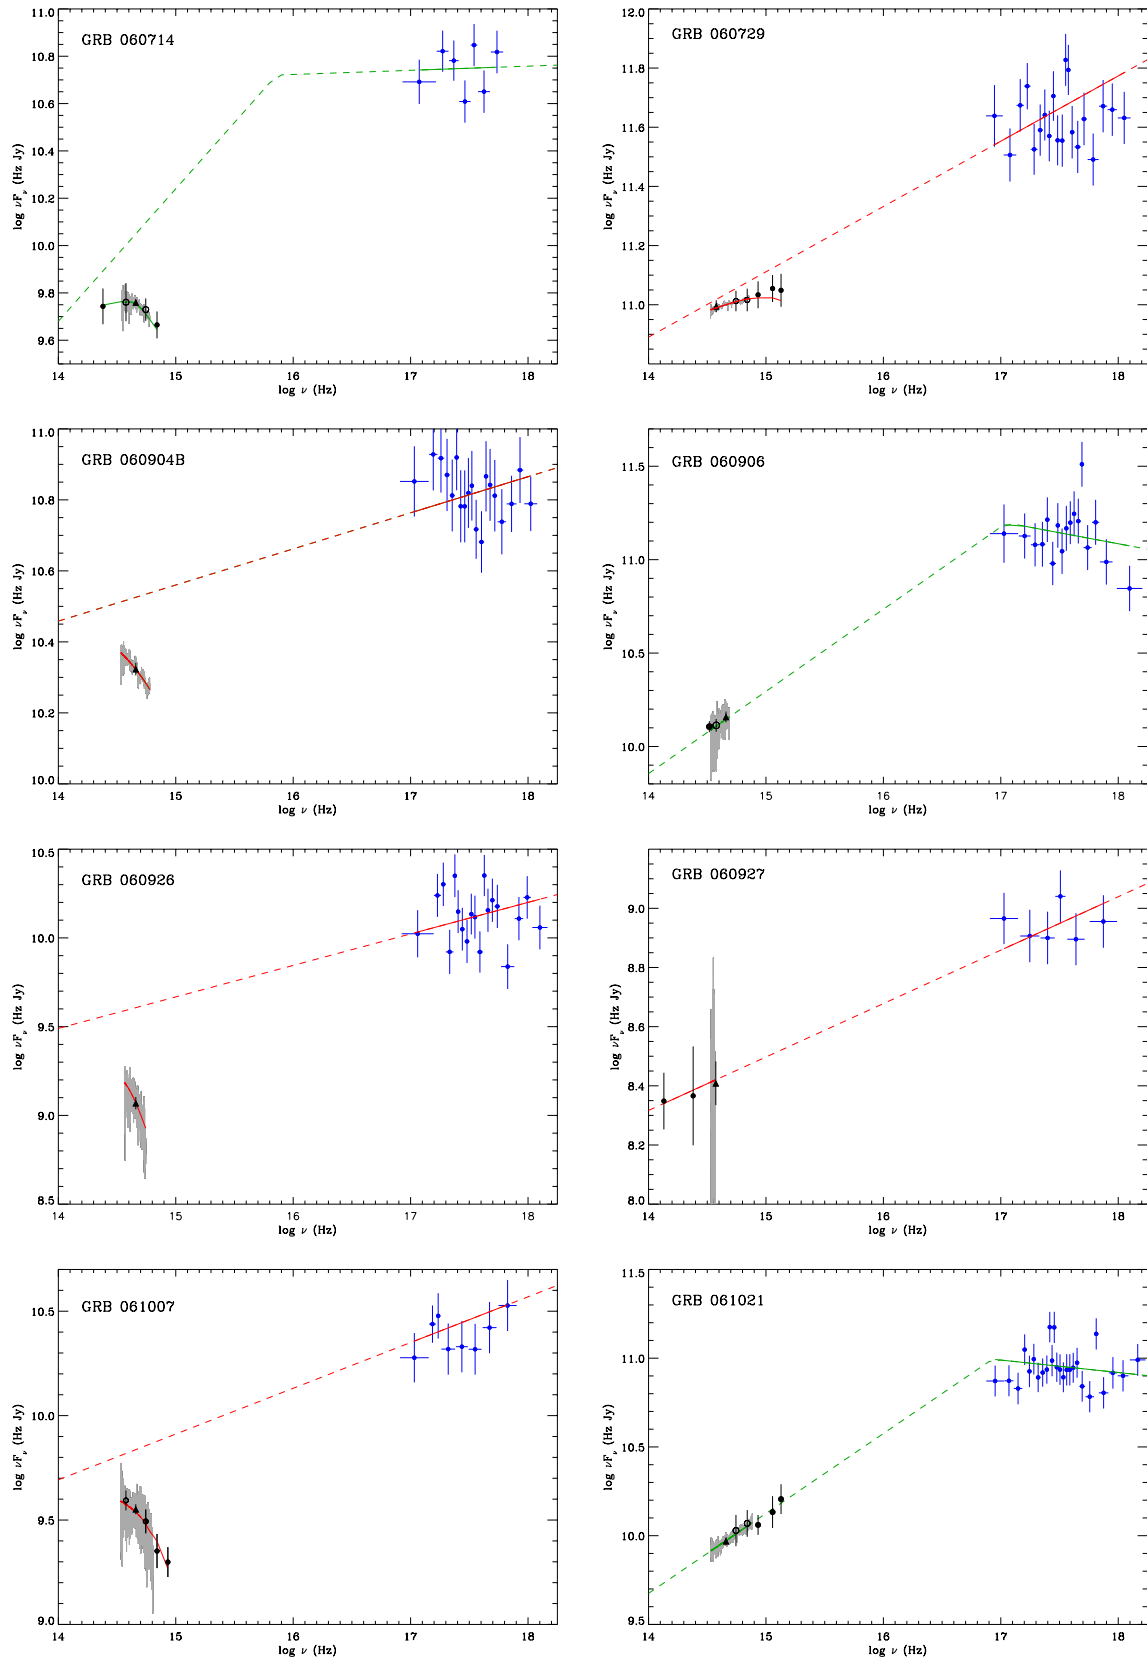 GRB 060714
log νFν (Hz Jy)
11.0
10.8
10.6
10.4
10.2
10.0
9.8
9.6
14 15 16 17 18
log ν (Hz)
GRB 060729
log νFν (Hz Jy)
12.0
11.8
11.6
11.4
11.2
11.0
14 15 16 17 18
log ν (Hz)
GRB 060904B
log νFν (Hz Jy)
11.0
10.8
10.6
10.4
10.2
10.0
14 15 16 17 18
log ν (Hz)
GRB 060906
log νFν (Hz Jy)
11.5
11.0
10.5
10.0
14 15 16 17 18
log ν (Hz)
GRB 060926
log νFν (Hz Jy)
10.5
10.0
9.5
9.0
8.5
14 15 16 17 18
log ν (Hz)
GRB 060927
log νFν (Hz Jy)
9.0
8.8
8.6
8.4
8.2
8.0
14 15 16 17 18
log ν (Hz)
GRB 061007
log νFν (Hz Jy)
10.5
10.0
9.5
9.0
14 15 16 17 18
log ν (Hz)
GRB 061021
log νFν (Hz Jy)
11.5
11.0
10.5
10.0
9.5
14 15 16 17 18
log ν (Hz)